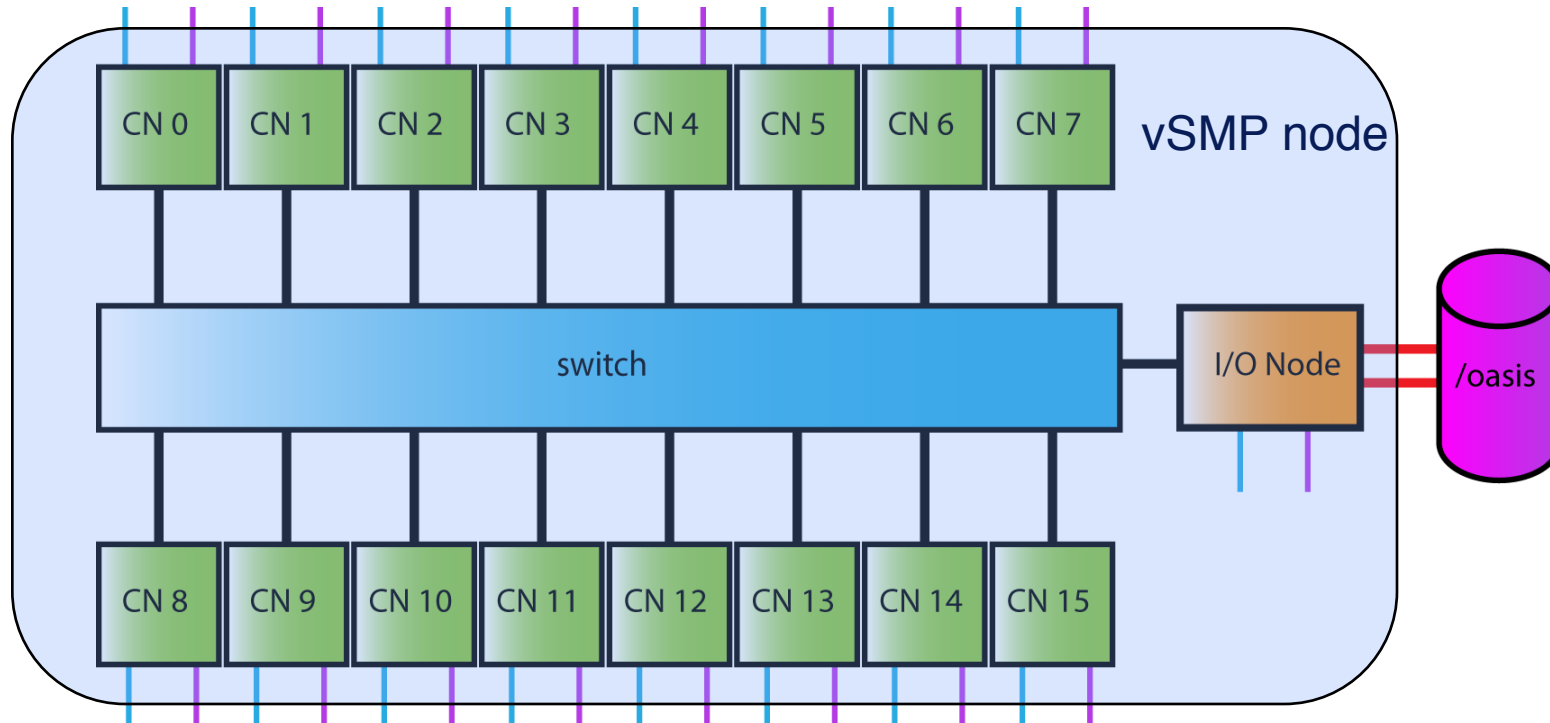 CN 0
CN 1
CN 2
CN 3
CN 4
CN 5
CN 6
CN 7
vSMP node
switch
I/O Node
/oasis
CN 8
CN 9
CN 10
CN 11
CN 12
CN 13
CN 14
CN 15